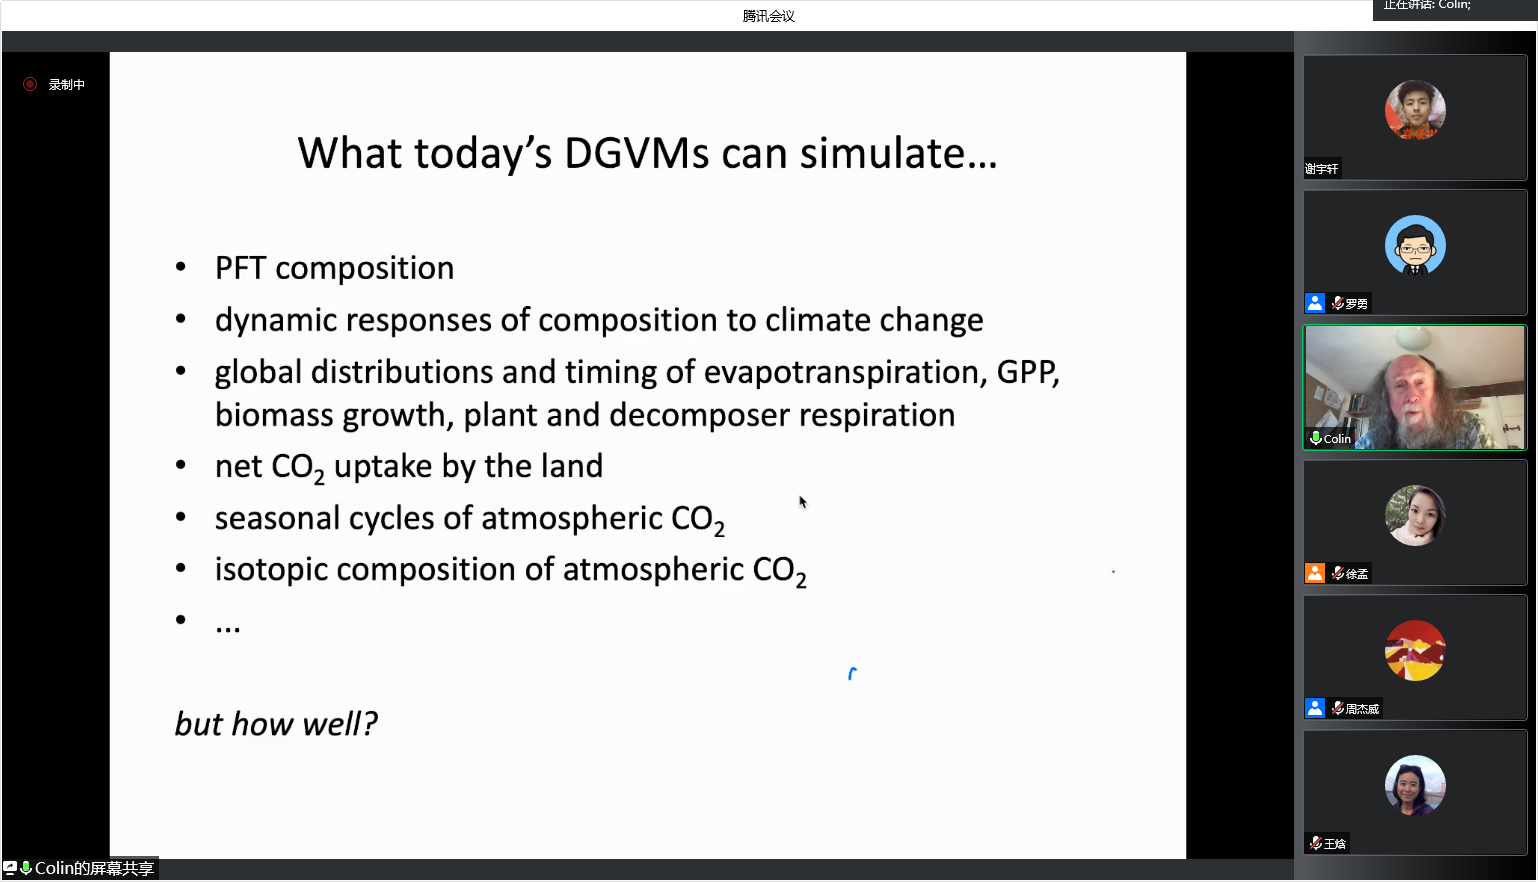 腾讯会议
正在讲话: Colin;
录制中
What today's DGVMs can simulate...
• PFT composition
• dynamic responses of composition to climate change
• global distributions and timing of evapotranspiration, GPP,
biomass growth, plant and decomposer respiration
• net CO₂ uptake by the land
• seasonal cycles of atmospheric CO₂
• isotopic composition of atmospheric CO₂
• ...
but how well?
Colin的屏幕共享
谢宇轩
罗勇
Colin
徐孟
周杰威
王焓